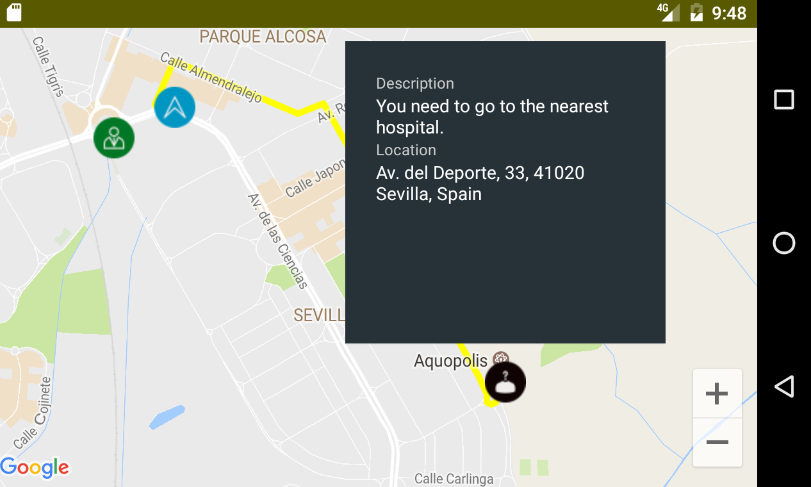 4G
9:48
PARQUE ALCOSA
Calle Tigris
Calle Almendralejo
Av. R
Calle Japon
Av. de las Ciencias
SEVILL
Description
You need to go to the nearest
hospital.
Location
Av. del Deporte, 33, 41020
Sevilla, Spain
Aquopolis
?
Calle Cojinete
Google
Calle Carlinga
+
−